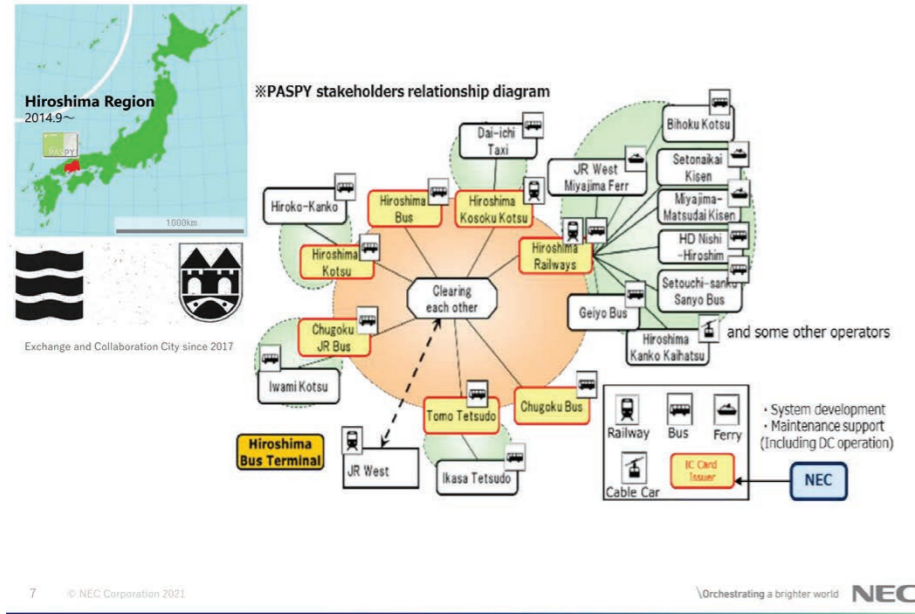 Hiroshima Region
2014.9～
PASPY
1000km
Exchange and Collaboration City since 2017
※PASPY stakeholders relationship diagram
Dai-ichi
Taxi
Bihoku Kotsu
JR West
Miyajima Ferr
Setonaikai
Kisen
Hiroko-Kanko
Hiroshima
Bus
Hiroshima
Kosoku Kotsu
Miyajima-
Matsudai Kisen
Hiroshima
Kotsu
Hiroshima
Railways
HD Nishi
-Hiroshim
Clearing
each other
Setouchi-sanko
Sanyo Bus
Geiyo Bus
Chugoku
JR Bus
Hiroshima
Kanko Kaihatsu
and some other operators
Iwami Kotsu
Tomo Tetsudo
Chugoku Bus
Hiroshima
Bus Terminal
JR West
Ikasa Tetsudo
Railway
Bus
Ferry
Cable Car
IC Card
Issuer
・System development
・Maintenance support
(Including DC operation)
NEC
7
© NEC Corporation 2021
\Orchestrating a brighter world
NEC